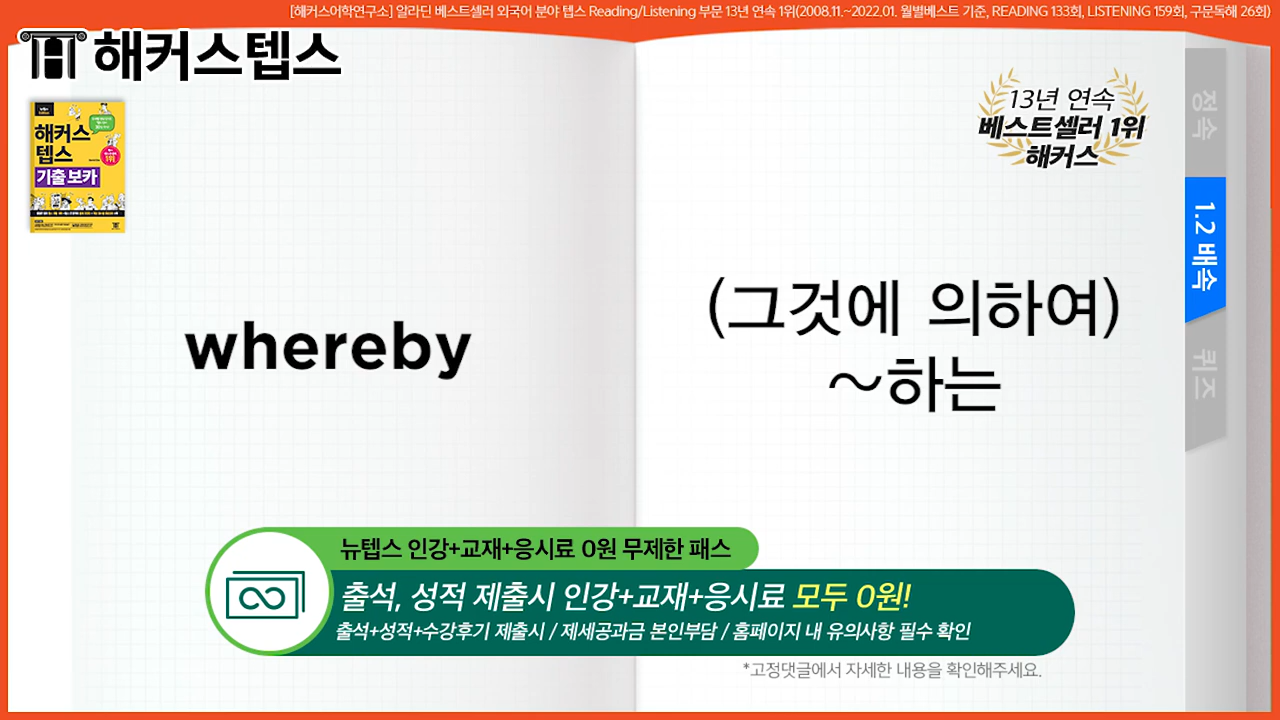 [해커스어학연구소] 알라딘 베스트셀러 외국어 분야 텝스 Reading/Listening 부문 13년 연속 1위(2008.11.~2022.01. 월별베스트 기준, READING 133회, LISTENING 159회, 구문독해 26회)
해커스텝스
해커스
텝스
기출 보카
13년 연속
베스트셀러 1위
해커스
정속
1.2 배속
퀴즈
whereby
(그것에 의하여)
~하는
뉴텝스 인강+교재+응시료 0원 무제한 패스
출석, 성적 제출시 인강+교재+응시료 모두 0원!
출석+성적+수강후기 제출시 / 제세공과금 본인부담 / 홈페이지 내 유의사항 필수 확인
*고정댓글에서 자세한 내용을 확인해주세요.